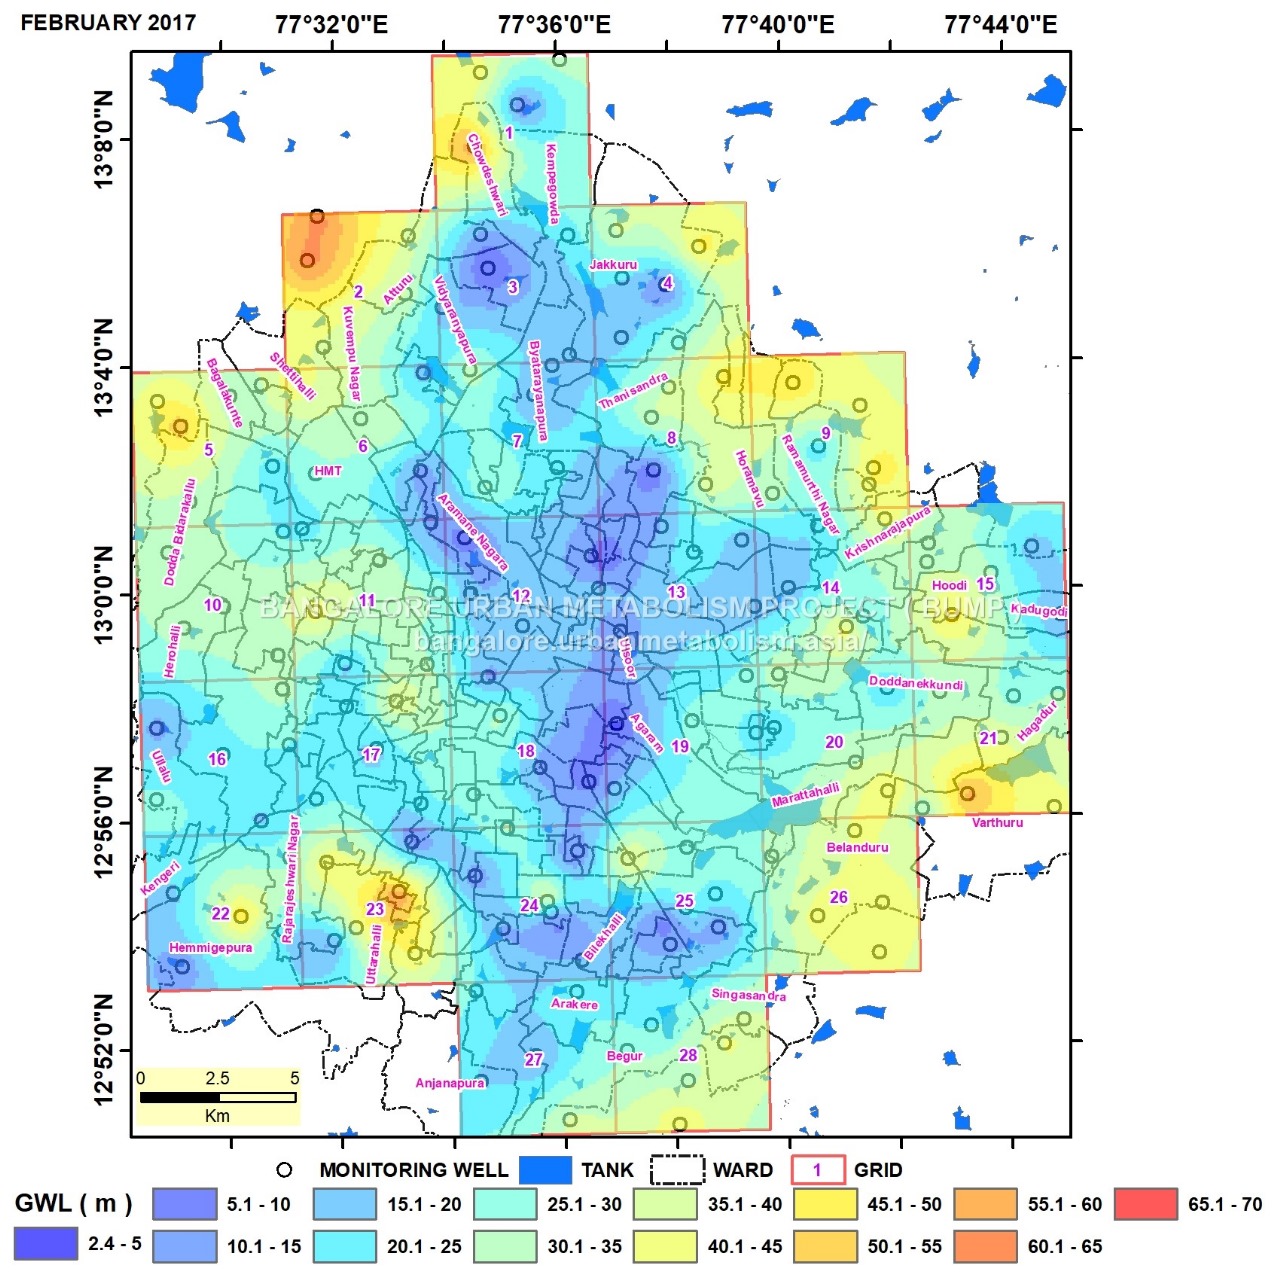 FEBRUARY 2017
77°32'0"E
77°36'0"E
77°40'0"E
77°44'0"E
13°8'0"N
13°4'0"N
13°0'0"N
12°56'0"N
12°52'0"N
1
Chowdeshwari
Kempegowda
2
Atturu
Kuvempu Nagar
Vidyaranyapura
3
Jakkuru
4
Shettihalli
Bagalakunte
Byatarayanapura
Thanisandra
5
6
7
8
9
HMT
Horamavu
Ramamurthi Nagar
Dodda Bidarakallu
Aramane Nagara
Krishnarajapura
10
11
12
13
14
Hoodi
15
Kadugodi
BANGALORE URBAN METABOLISM PROJECT ( BUMP )
bangalore.urbanmetabolism.asia/
Herohalli
Doddanekkundi
Agaram
Hagadur
16
17
18
19
20
21
Ullalu
Marattahalli
Varthuru
Belanduru
Kengeri
Rajarajeshwari Nagar
22
23
24
25
26
Hemmigepura
Uttarahalli
Bilekhalli
Arakere
Singasandra
27
Begur
28
Anjanapura
0 2.5 5
Km
MONITORING WELL
TANK
WARD
1
GRID
GWL ( m )
5.1 - 10
15.1 - 20
25.1 - 30
35.1 - 40
45.1 - 50
55.1 - 60
65.1 - 70
2.4 - 5
10.1 - 15
20.1 - 25
30.1 - 35
40.1 - 45
50.1 - 55
60.1 - 65